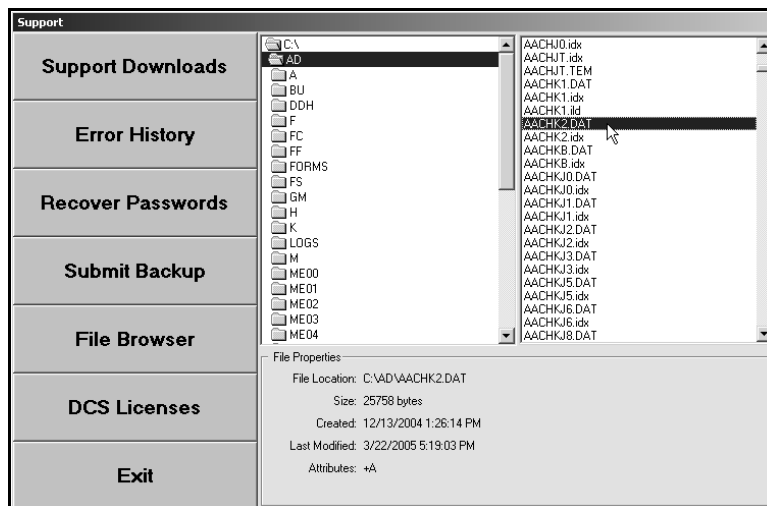 Support
Support Downloads
Error History
Recover Passwords
Submit Backup
File Browser
DCS Licenses
Exit
C:\
AD
A
BU
DDH
F
FC
FF
FORMS
FS
GM
H
K
LOGS
M
ME00
ME01
ME02
ME03
ME04
AACHJ0.idx
AACHJT.idx
AACHJT.TEM
AACHK1.DAT
AACHK1.idx
AACHK1.ild
AACHK2.DAT
AACHK2.idx
AACHKB.DAT
AACHKB.idx
AACHKJ0.DAT
AACHKJ0.idx
AACHKJ1.DAT
AACHKJ1.idx
AACHKJ2.DAT
AACHKJ2.idx
AACHKJ3.DAT
AACHKJ3.idx
AACHKJ5.DAT
AACHKJ5.idx
AACHKJ6.DAT
AACHKJ6.idx
AACHKJ8.DAT
File Properties
File Location: C:\AD\AACHK2.DAT
Size: 25758 bytes
Created: 12/13/2004 1:26:14 PM
Last Modified: 3/22/2005 5:19:03 PM
Attributes: +A